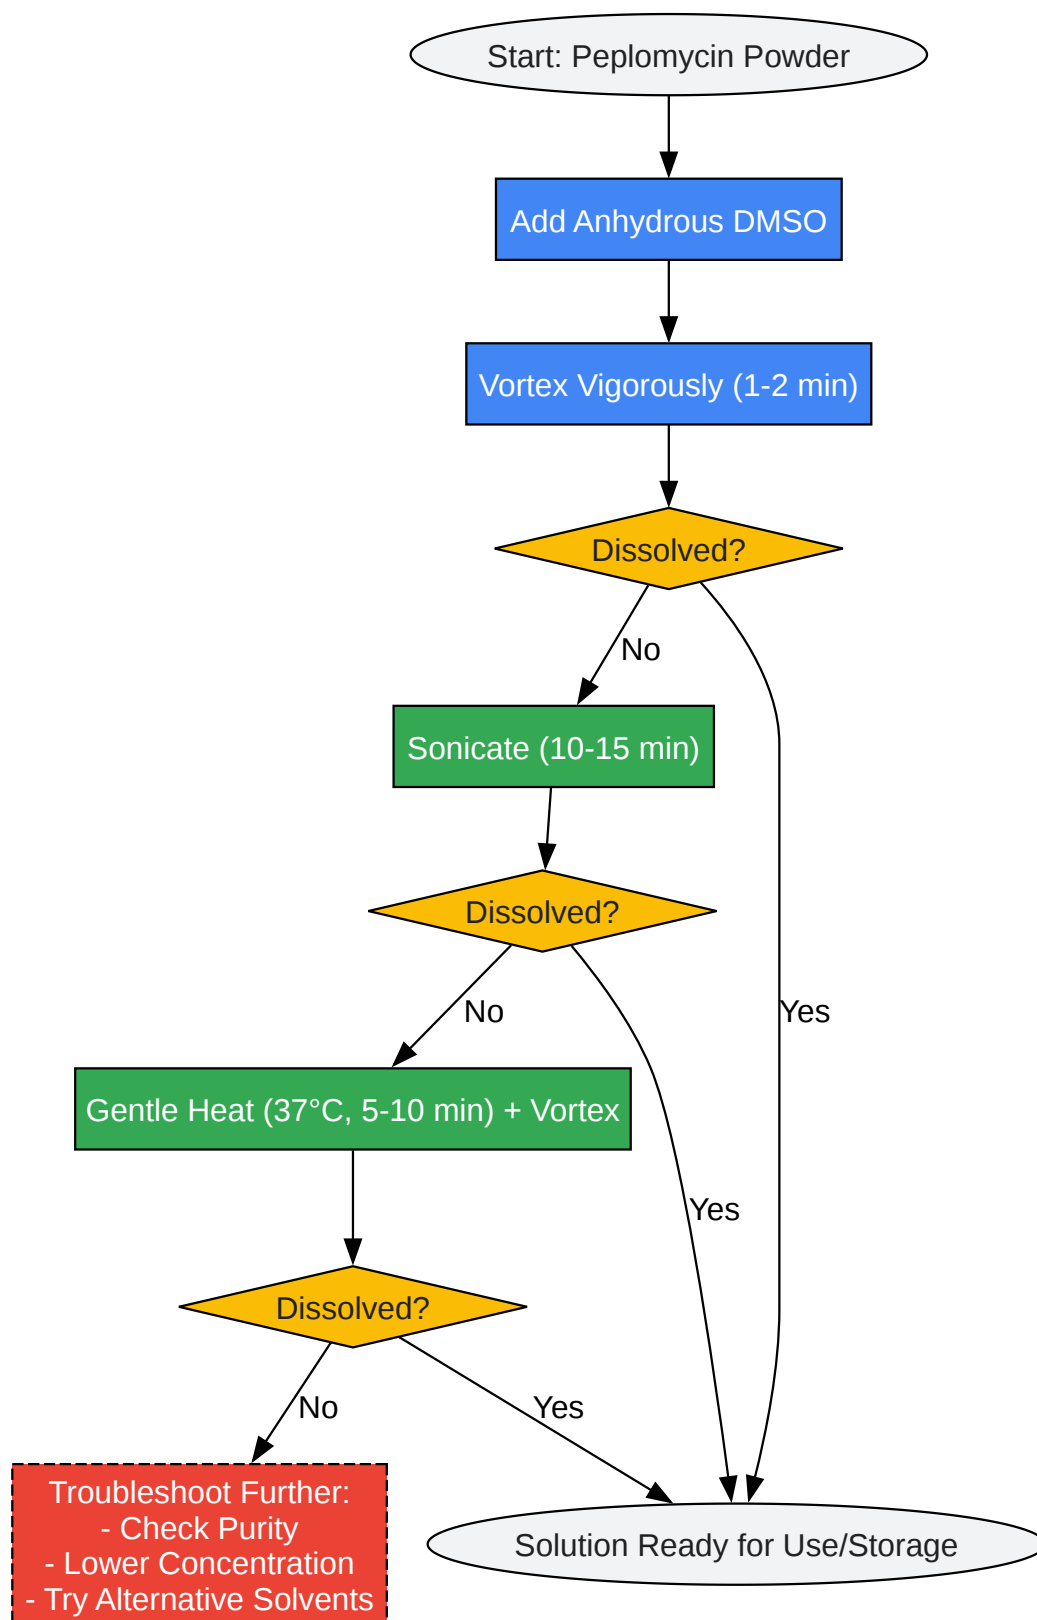 Start: Peplomycin Powder
Add Anhydrous DMSO
Vortex Vigorously (1-2 min)
Dissolved?
No
Sonicate (10-15 min)
Dissolved?
No
Yes
Gentle Heat (37°C, 5-10 min) + Vortex
Yes
Dissolved?
No
Yes
Troubleshoot Further:
- Check Purity
- Lower Concentration
- Try Alternative Solvents
Solution Ready for Use/Storage